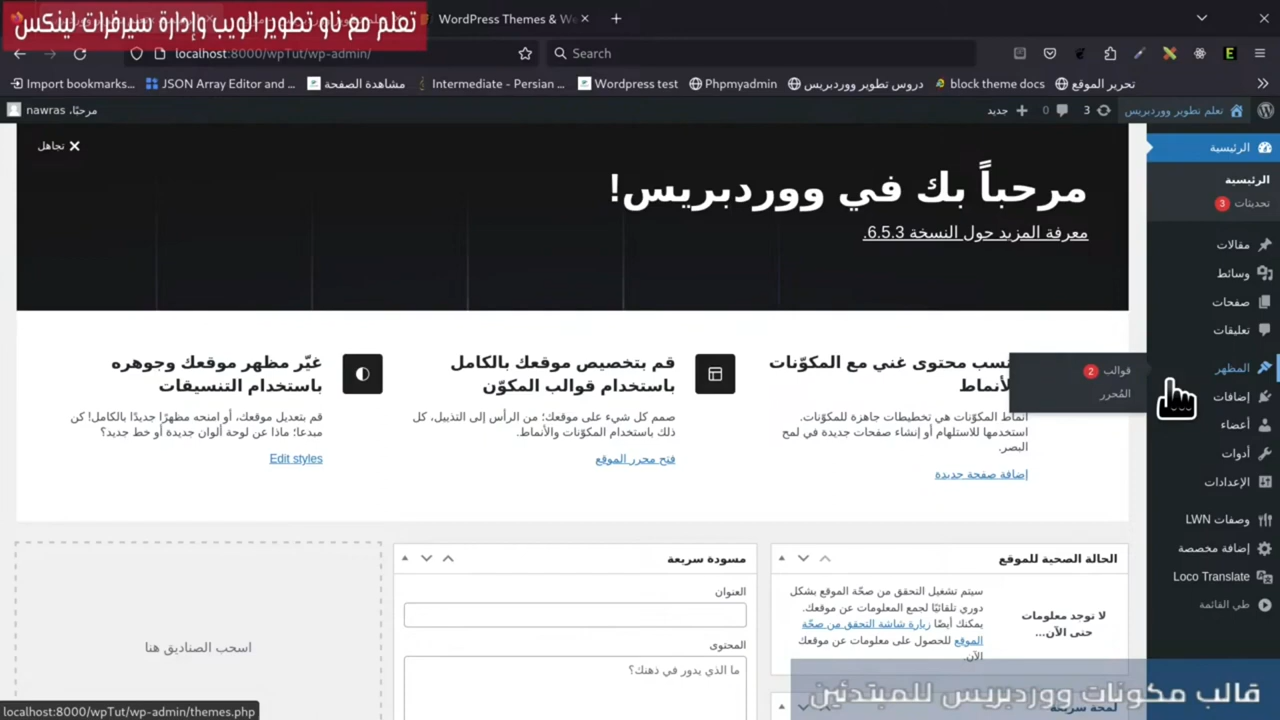 تعلم مع ناو تطوير الويب وإدارة سيرفرات لينكس
WordPress Themes & We
localhost:8000/wpTut/wp-admin/
Search
Import bookmarks...
JSON Array Editor and ...
مشاهدة الصفحة
Intermediate - Persian ...
Wordpress test
Phpmyadmin
دروس تطوير ووردبريس
block theme docs
تحرير الموقع
تعلم تطوير ووردبريس
3
0
جديد
مرحبًا، nawras
الرئيسية
الرئيسية
تحديثات 3
مقالات
وسائط
صفحات
تعليقات
المظهر
قوالب 2
المُحرر
إضافات
أعضاء
أدوات
الإعدادات
وصفات LWN
إضافة مخصصة
Loco Translate
طي القائمة
تجاهل
مرحباً بك في ووردبريس!
معرفة المزيد حول النسخة 6.5.3.
تسب محتوى غني مع المكوّنات
لأنماط
أنماط المكوّنات هي تخطيطات جاهزة للمكوّنات.
استخدمها للاستلهام أو إنشاء صفحات جديدة في لمح
البصر.
إضافة صفحة جديدة
قم بتخصيص موقعك بالكامل
باستخدام قوالب المكوّن
صمم كل شيء على موقعك؛ من الرأس إلى التذييل، كل
ذلك باستخدام المكوّنات والأنماط.
فتح محرر الموقع
غيّر مظهر موقعك وجوهره
باستخدام التنسيقات
قم بتعديل موقعك، أو امنحه مظهرًا جديدًا بالكامل! كن
مبدعا؛ ماذا عن لوحة ألوان جديدة أو خط جديد؟
Edit styles
الحالة الصحية للموقع
لا توجد معلومات
حتى الآن...
سيتم تشغيل التحقق من صحّة الموقع بشكل
دوري تلقائيًا لجمع المعلومات عن موقعك.
يمكنك أيضًا زيارة شاشة التحقق من صحّة
الموقع للحصول على معلومات عن موقعك
الآن.
لمحة سريعة
مسودة سريعة
العنوان
المحتوى
ما الذي يدور في ذهنك؟
اسحب الصناديق هنا
قالب مكونات ووردبريس للمبتدئين
localhost:8000/wpTut/wp-admin/themes.php